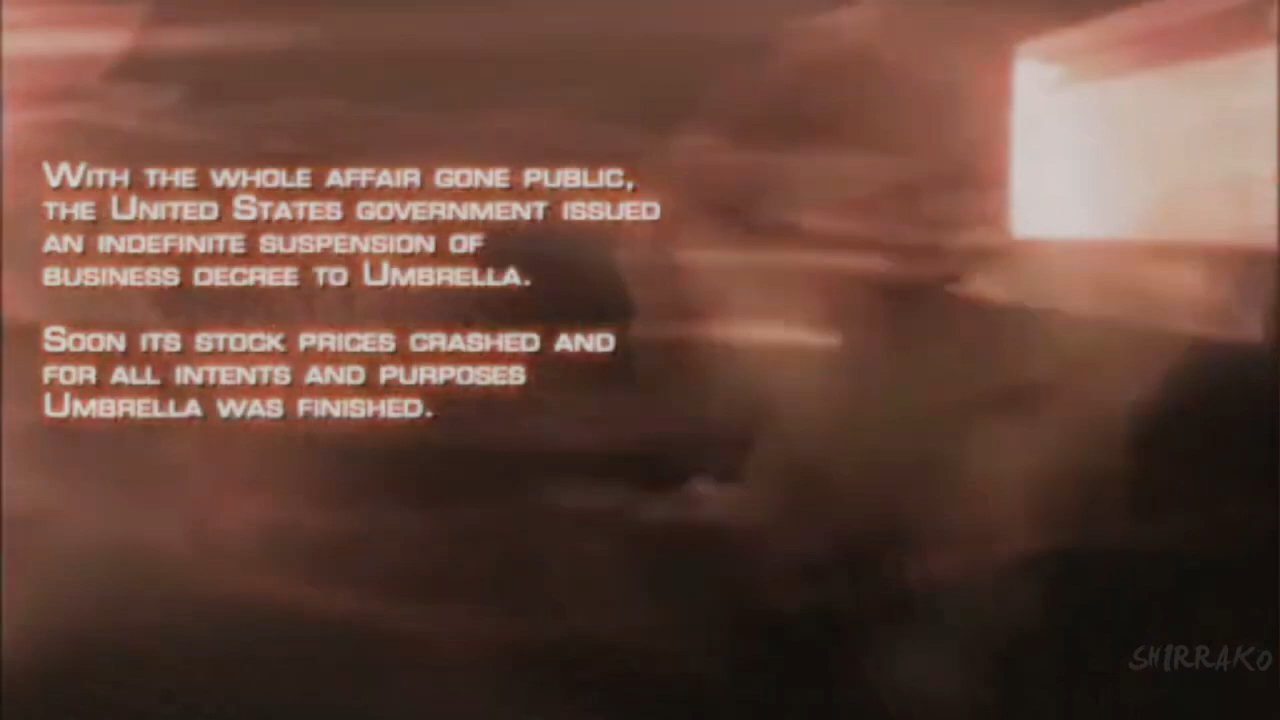 With the whole affair gone public,
the United States government issued
an indefinite suspension of
business decree to Umbrella.
Soon its stock prices crashed and
for all intents and purposes
Umbrella was finished.
SHIRRAKO